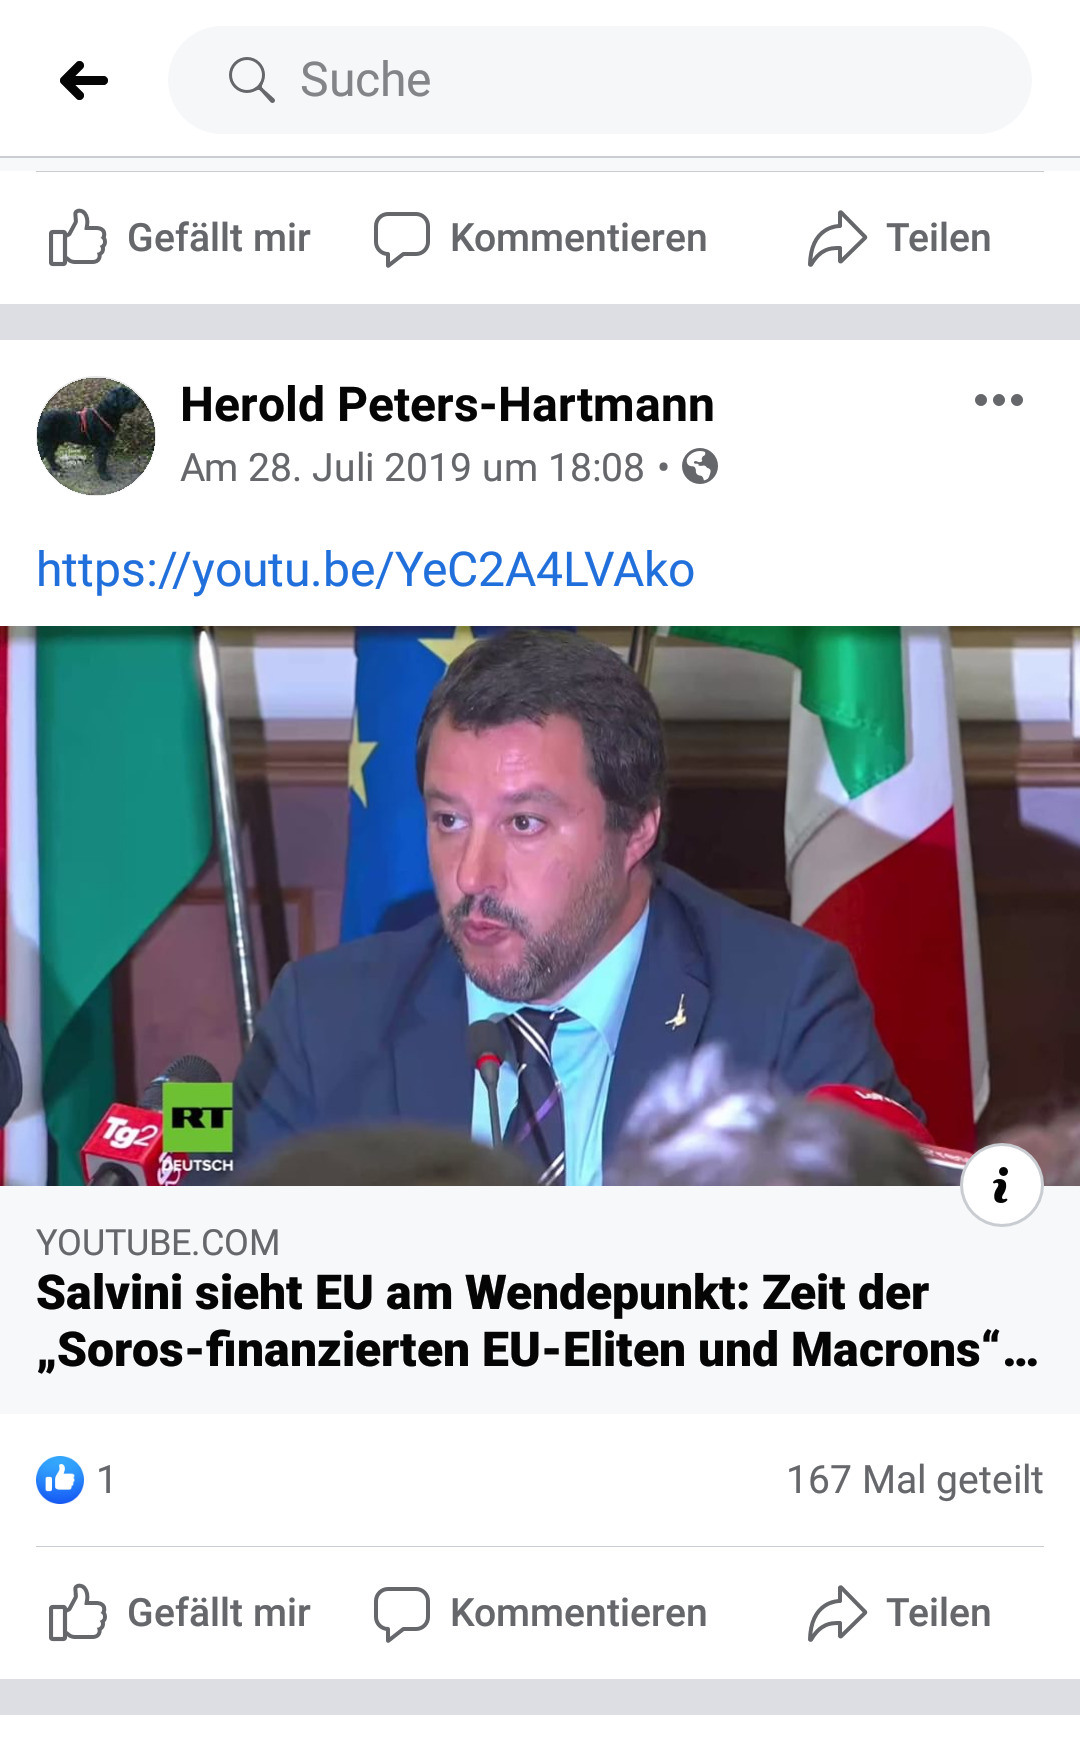 Suche
Gefällt mir Kommentieren Teilen
Herold Peters-Hartmann
Am 28. Juli 2019 um 18:08 •
https://youtu.be/YeC2A4LVAko
Tg2
RT
DEUTSCH
YOUTUBE.COM
Salvini sieht EU am Wendepunkt: Zeit der
„Soros-finanzierten EU-Eliten und Macrons“...
1 167 Mal geteilt
Gefällt mir Kommentieren Teilen